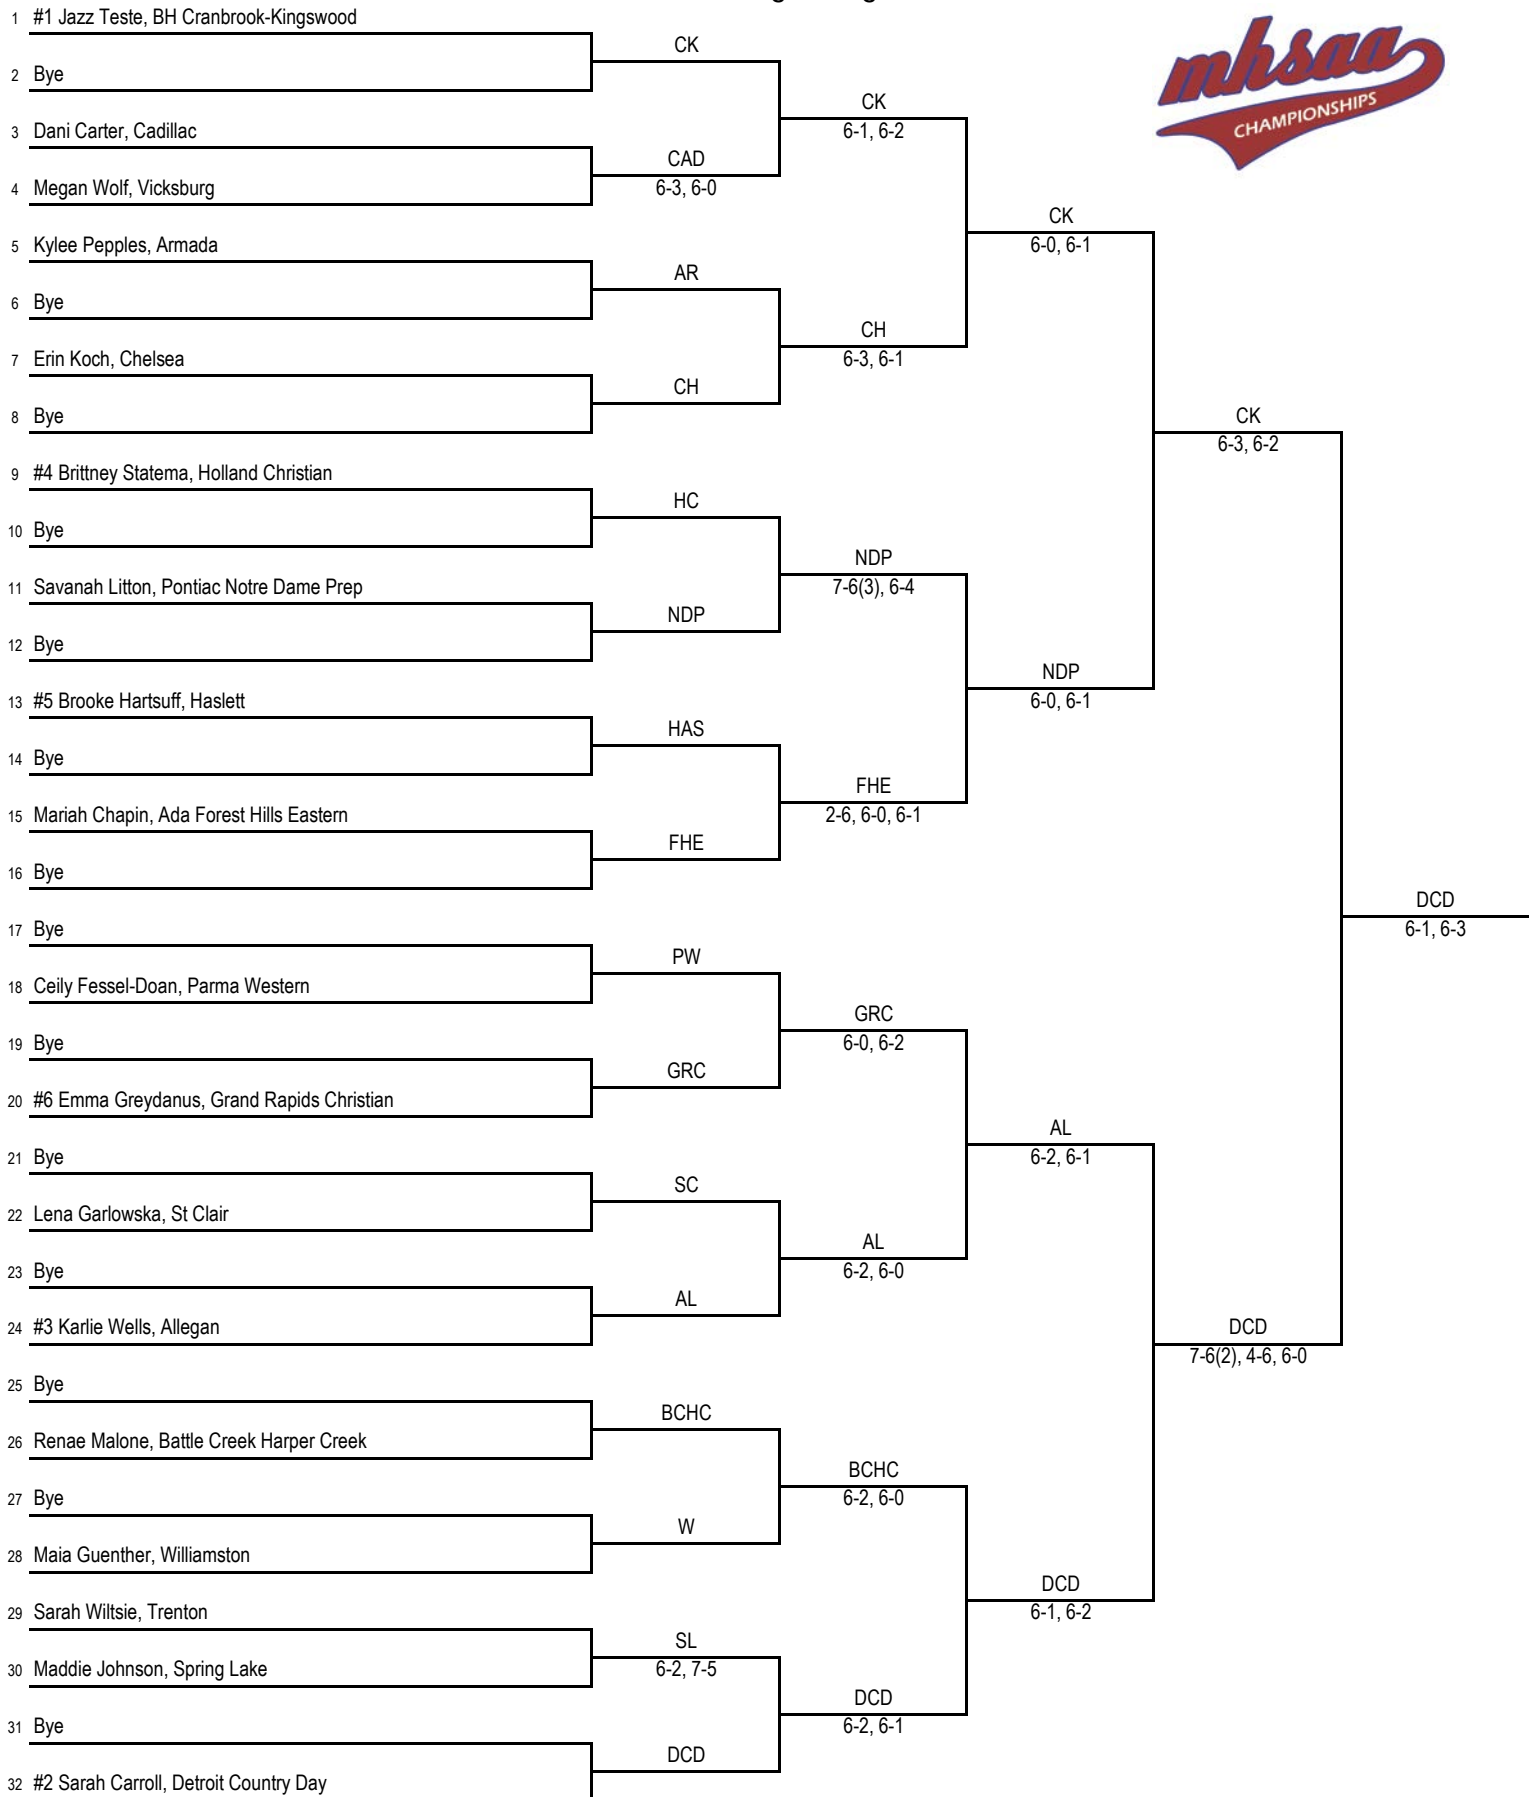 1 #1 Jazz Teste, BH Cranbrook-Kingswood
CK
2 Bye
CK
6-1, 6-2
3 Dani Carter, Cadillac
CAD
6-3, 6-0
4 Megan Wolf, Vicksburg
CK
6-0, 6-1
5 Kylee Pepples, Armada
AR
6 Bye
CH
6-3, 6-1
7 Erin Koch, Chelsea
CH
8 Bye
CK
6-3, 6-2
9 #4 Brittney Statema, Holland Christian
HC
10 Bye
NDP
7-6(3), 6-4
11 Savanah Litton, Pontiac Notre Dame Prep
NDP
12 Bye
NDP
6-0, 6-1
13 #5 Brooke Hartsuff, Haslett
HAS
14 Bye
FHE
2-6, 6-0, 6-1
15 Mariah Chapin, Ada Forest Hills Eastern
FHE
16 Bye
DCD
6-1, 6-3
17 Bye
PW
18 Ceily Fessel-Doan, Parma Western
GRC
6-0, 6-2
19 Bye
GRC
20 #6 Emma Greydanus, Grand Rapids Christian
AL
6-2, 6-1
21 Bye
SC
22 Lena Garlowska, St Clair
AL
6-2, 6-0
23 Bye
AL
24 #3 Karlie Wells, Allegan
DCD
7-6(2), 4-6, 6-0
25 Bye
BCHC
26 Renae Malone, Battle Creek Harper Creek
BCHC
6-2, 6-0
27 Bye
W
28 Maia Guenther, Williamston
DCD
6-1, 6-2
29 Sarah Wiltsie, Trenton
SL
6-2, 7-5
30 Maddie Johnson, Spring Lake
DCD
6-2, 6-1
31 Bye
DCD
32 #2 Sarah Carroll, Detroit Country Day
mhsaa
CHAMPIONSHIPS